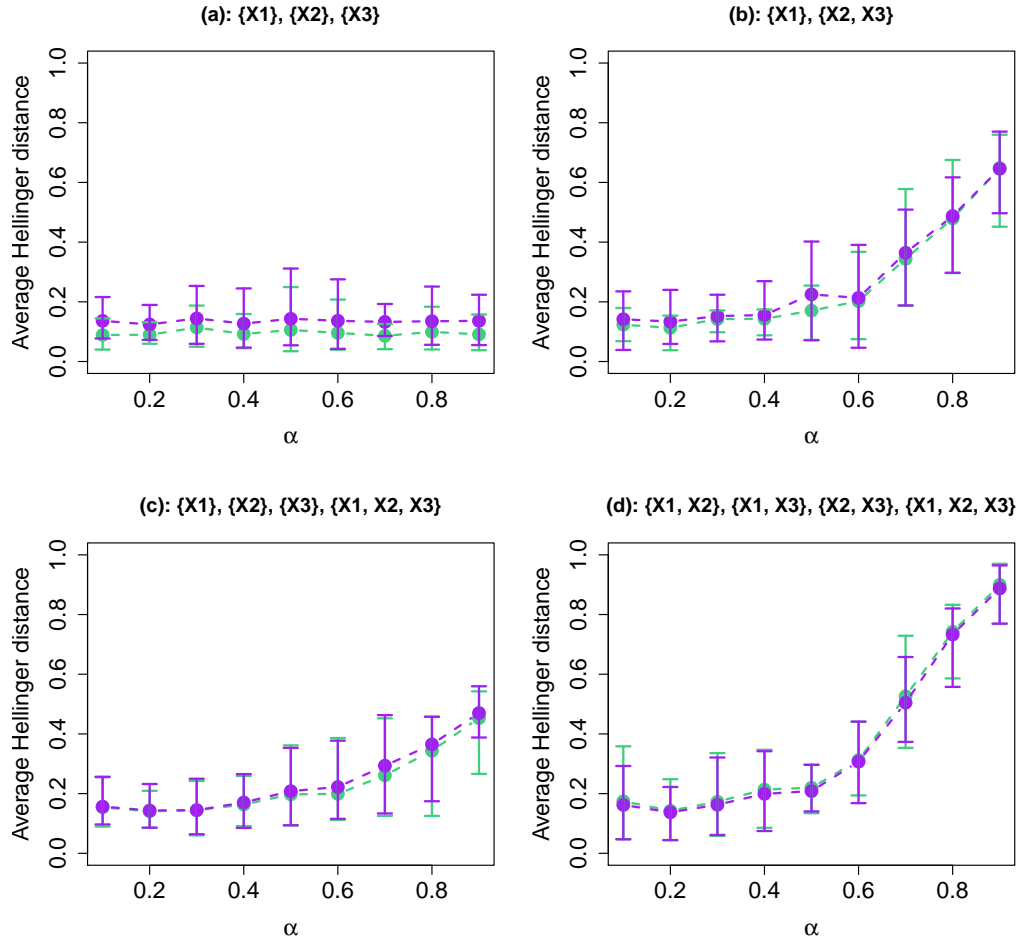 (a): {X1}, {X2}, {X3}
Average Hellinger distance
1.0
0.8
0.6
0.4
0.2
0.0
0.2 0.4 0.6 0.8
α
(b): {X1}, {X2, X3}
Average Hellinger distance
1.0
0.8
0.6
0.4
0.2
0.0
0.2 0.4 0.6 0.8
α
(c): {X1}, {X2}, {X3}, {X1, X2, X3}
Average Hellinger distance
1.0
0.8
0.6
0.4
0.2
0.0
0.2 0.4 0.6 0.8
α
(d): {X1, X2}, {X1, X3}, {X2, X3}, {X1, X2, X3}
Average Hellinger distance
1.0
0.8
0.6
0.4
0.2
0.0
0.2 0.4 0.6 0.8
α